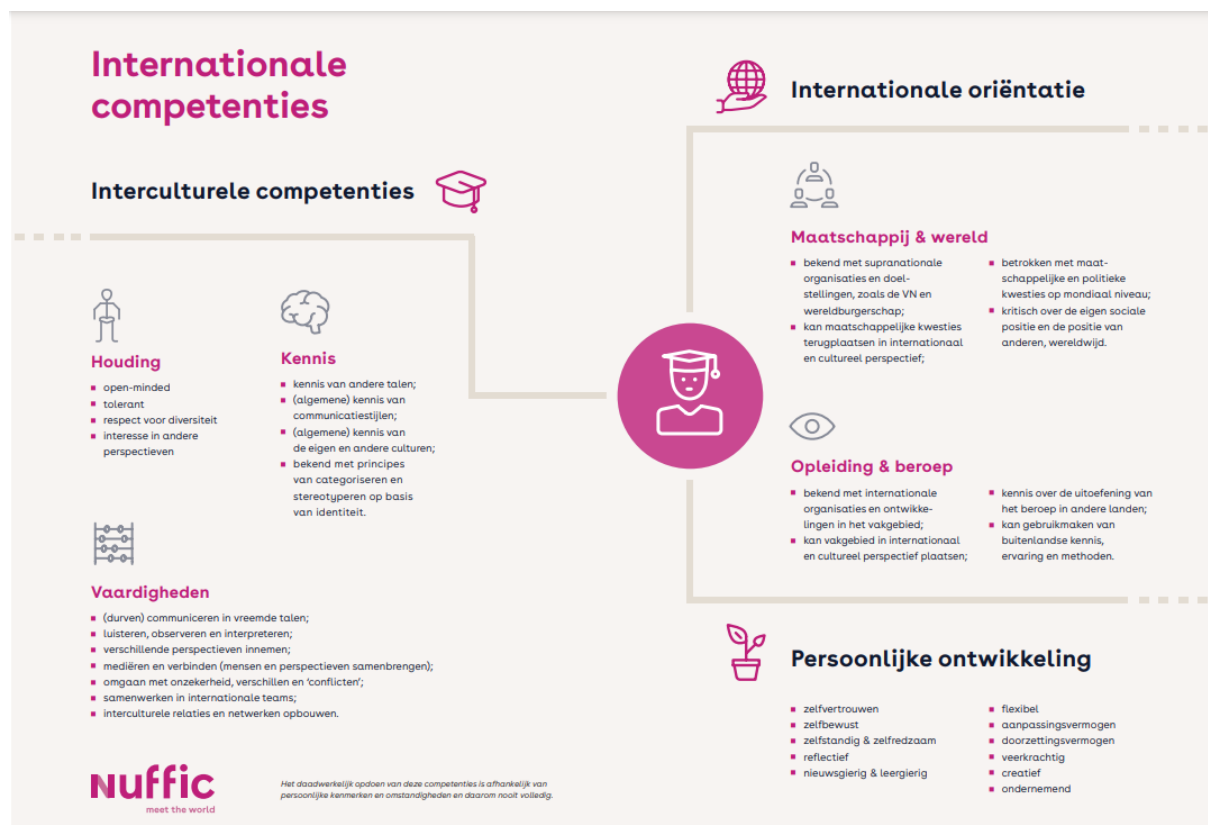 Internationale
competenties
Interculturele competenties
Houding
open-minded
tolerant
respect voor diversiteit
interesse in andere
perspectieven
Kennis
kennis van andere talen;
(algemene) kennis van
communicatiestijlen;
(algemene) kennis van
de eigen en andere culturen;
bekend met principes
van categoriseren en
stereotyperen op basis
van identiteit.
Vaardigheden
(durven) communiceren in vreemde talen;
luisteren, observeren en interpreteren;
verschillende perspectieven innemen;
mediëren en verbinden (mensen en perspectieven samenbrengen);
omgaan met onzekerheid, verschillen en ‘conflicten’;
samenwerken in internationale teams;
interculturele relaties en netwerken opbouwen.
Internationale oriëntatie
Maatschappij & wereld
bekend met supranationale
organisaties en doel-
stellingen, zoals de VN en
wereldburgerschap;
kan maatschappelijke kwesties
terugplaatsen in internationaal
en cultureel perspectief;
betrokken met maat-
schappelijke en politieke
kwesties op mondiaal niveau;
kritisch over de eigen sociale
positie en de positie van
anderen, wereldwijd.
Opleiding & beroep
bekend met internationale
organisaties en ontwikke-
lingen in het vakgebied;
kan vakgebied in internationaal
en cultureel perspectief plaatsen;
kennis over de uitoefening van
het beroep in andere landen;
kan gebruikmaken van
buitenlandse kennis,
ervaring en methoden.
Persoonlijke ontwikkeling
zelfvertrouwen
zelfbewust
zelfstandig & zelfredzaam
reflectief
nieuwsgierig & leergierig
flexibel
aanpassingsvermogen
doorzettingsvermogen
veerkrachtig
creatief
ondernemend
nuffic
meet the world
Het daadwerkelijk opdoen van deze competenties is afhankelijk van
persoonlijke kenmerken en omstandigheden en daarom nooit volledig.